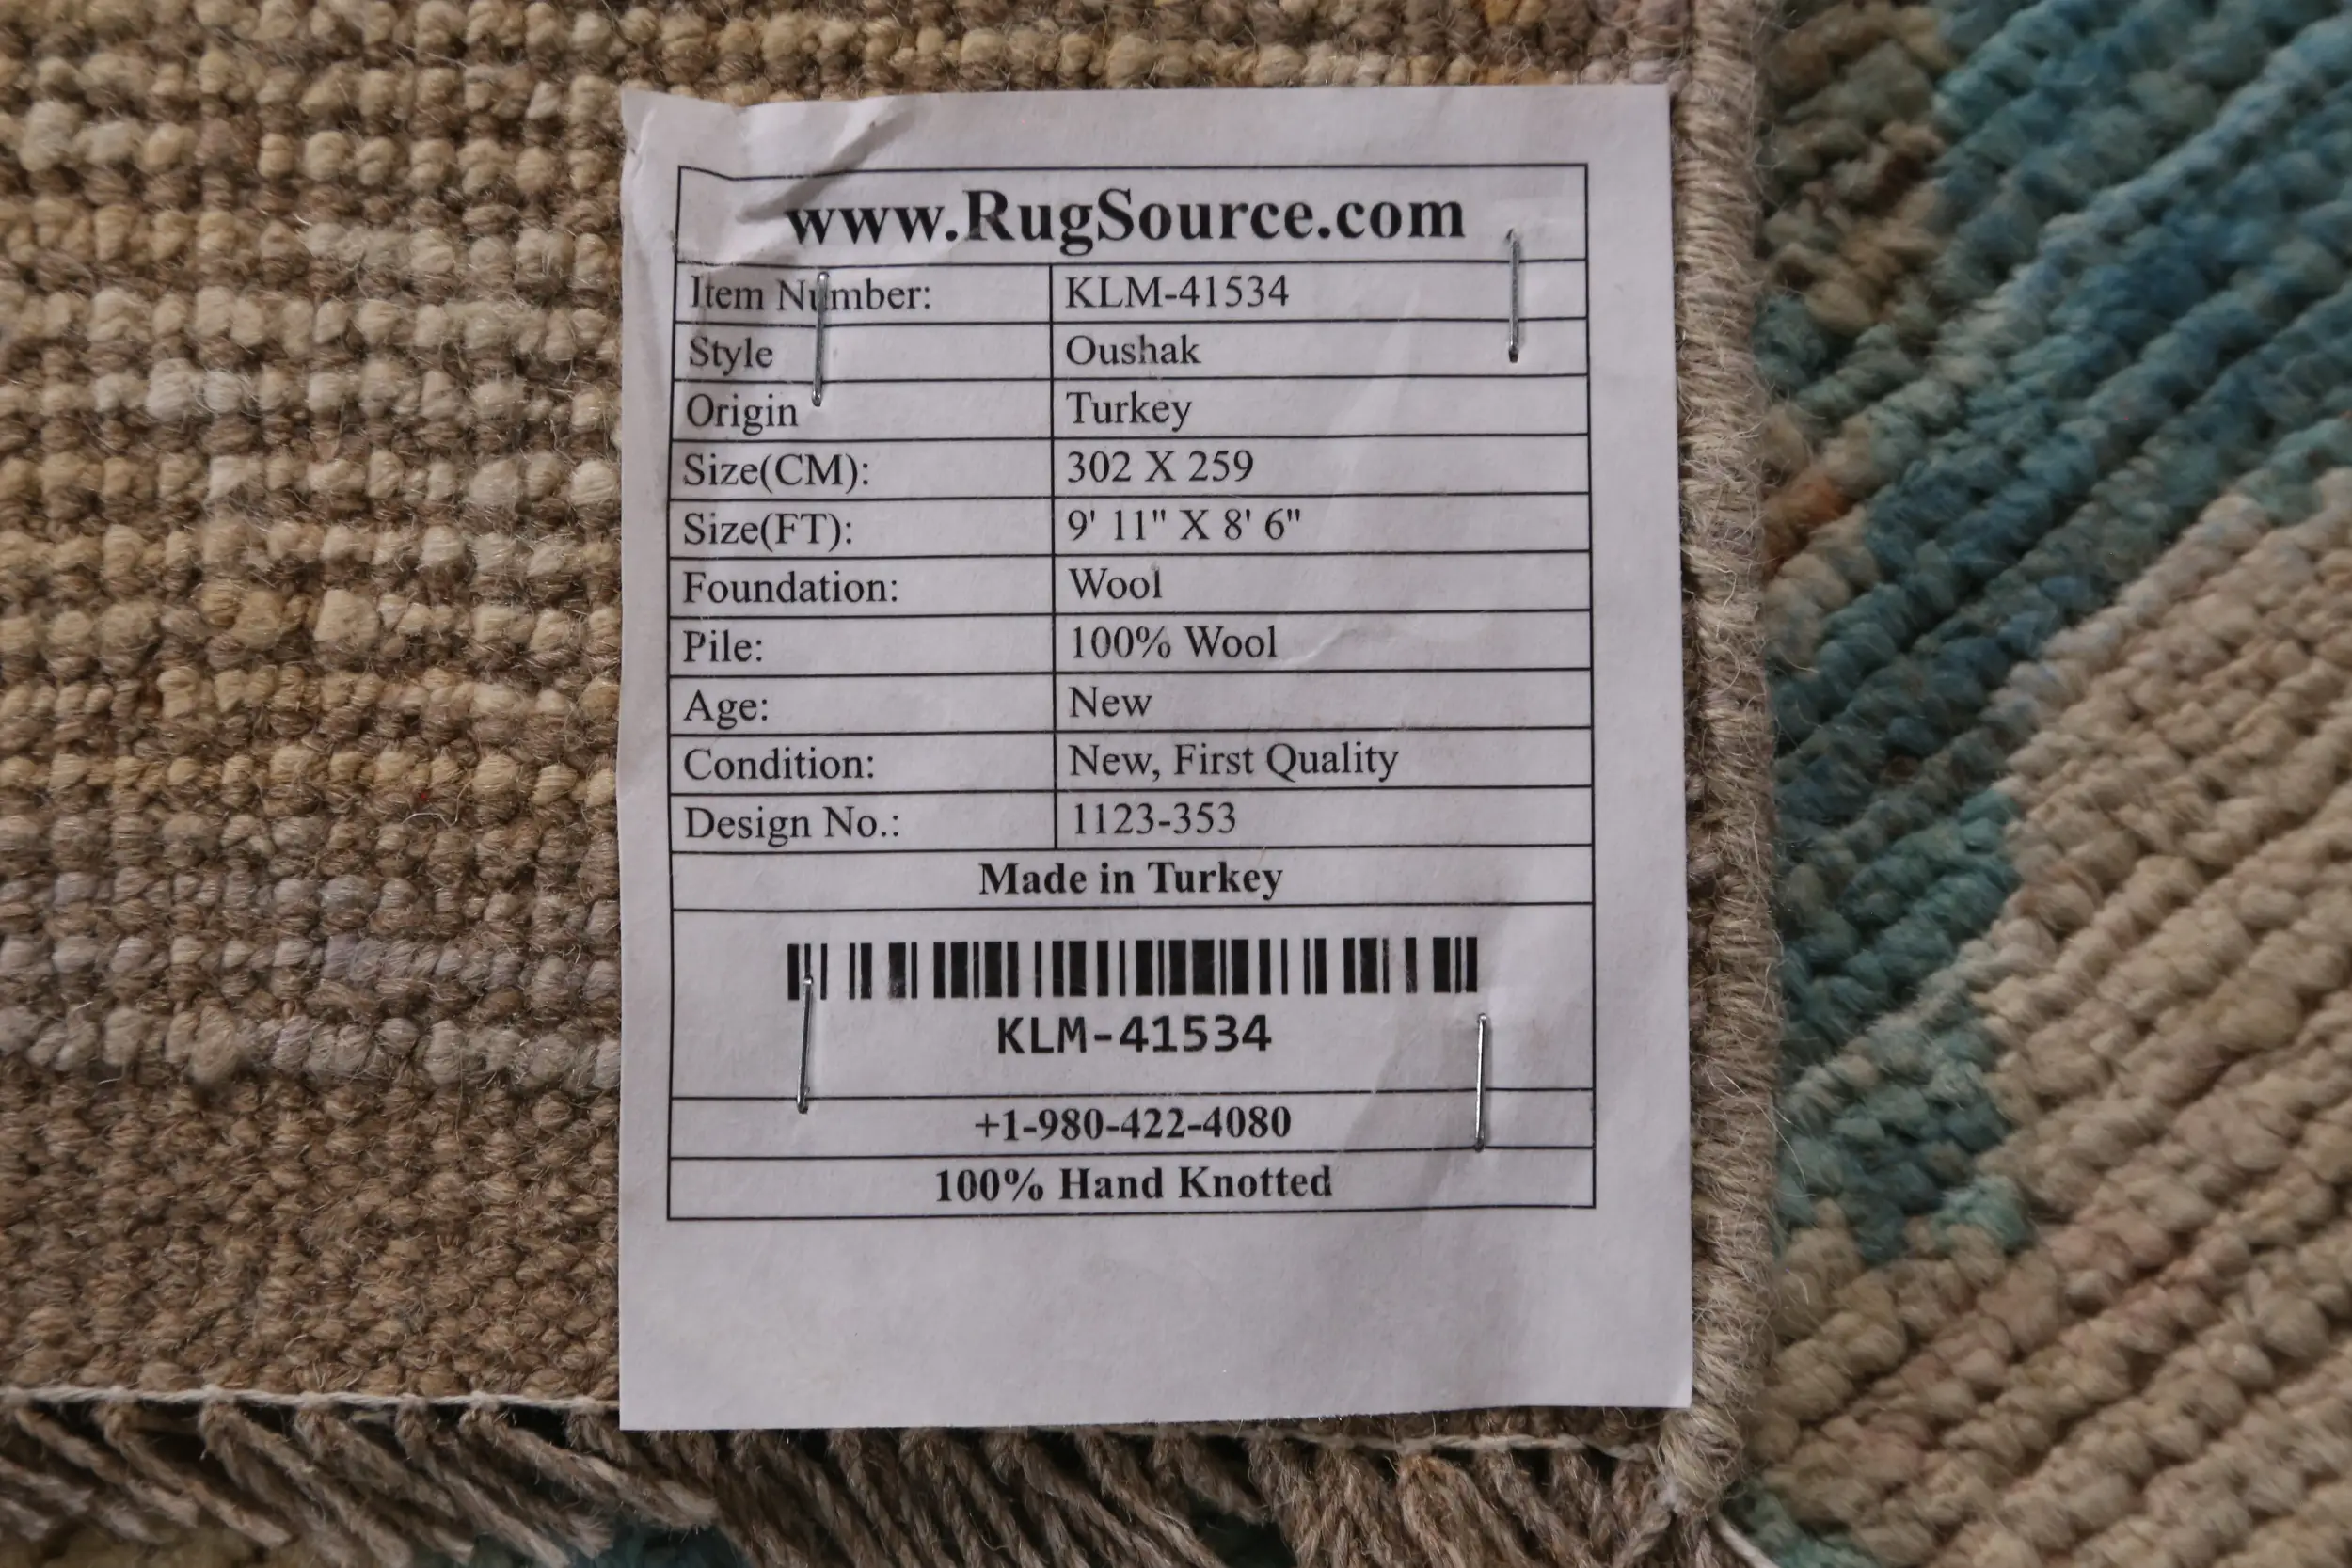 www.RugSource.com
Item Number: KLM-41534
Style Oushak
Origin Turkey
Size(CM): 302 X 259
Size(FT): 9' 11" X 8' 6"
Foundation: Wool
Pile: 100% Wool
Age: New
Condition: New, First Quality
Design No.: 1123-353
Made in Turkey
KLM-41534
+1-980-422-4080
100% Hand Knotted